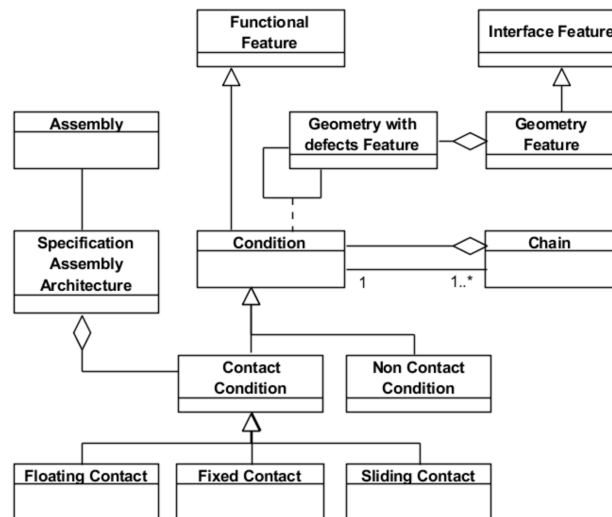 Functional
Feature
Interface Feature
Assembly
Geometry with
defects Feature
Geometry
Feature
Specification
Assembly
Architecture
Condition
Chain
1
1..*
Contact
Condition
Non Contact
Condition
Floating Contact
Fixed Contact
Sliding Contact